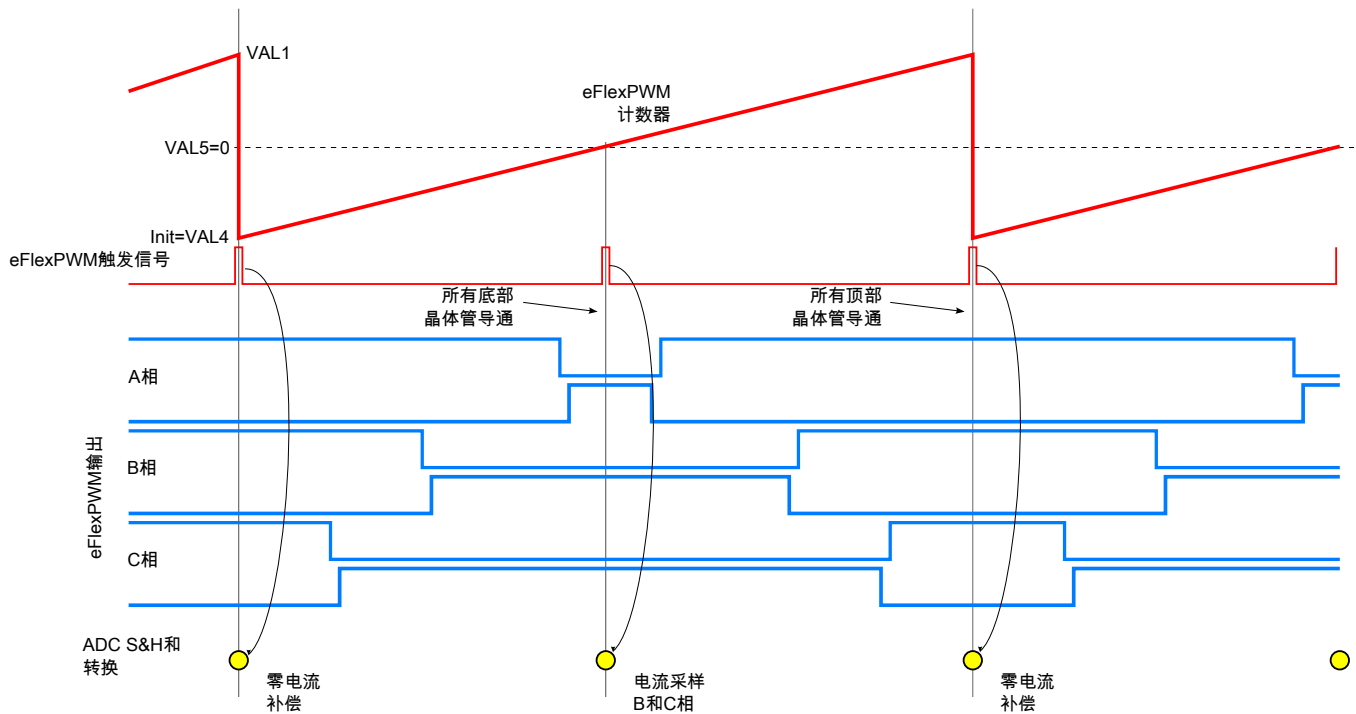 VAL1
eFlexPWM
计数器
VAL5=0
Init=VAL4
eFlexPWM触发信号
所有底部
晶体管导通
所有顶部
晶体管导通
A相
B相
C相
eFlexPWM输出
ADC S&H和
转换
零电流
补偿
电流采样
B和C相
零电流
补偿